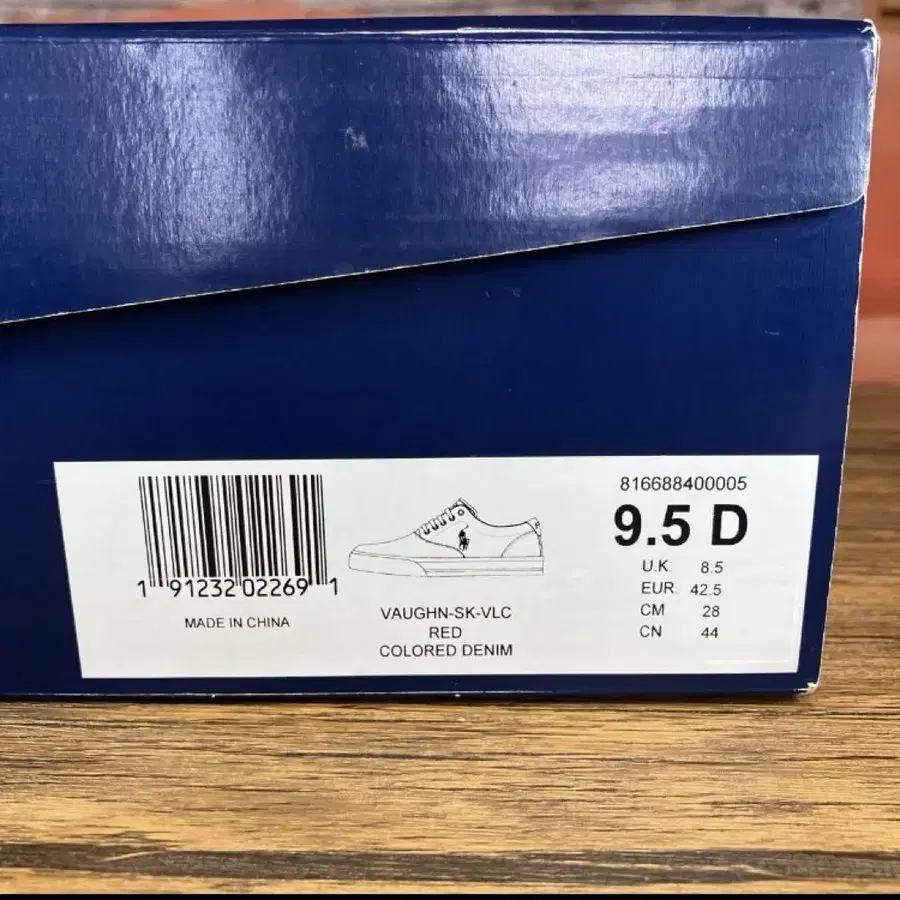 1 91232 02269 1
MADE IN CHINA
VAUGHN-SK-VLC
RED
COLORED DENIM
816688400005
9.5 D
U.K. 8.5
EUR. 42.5
CM 28
CN 44